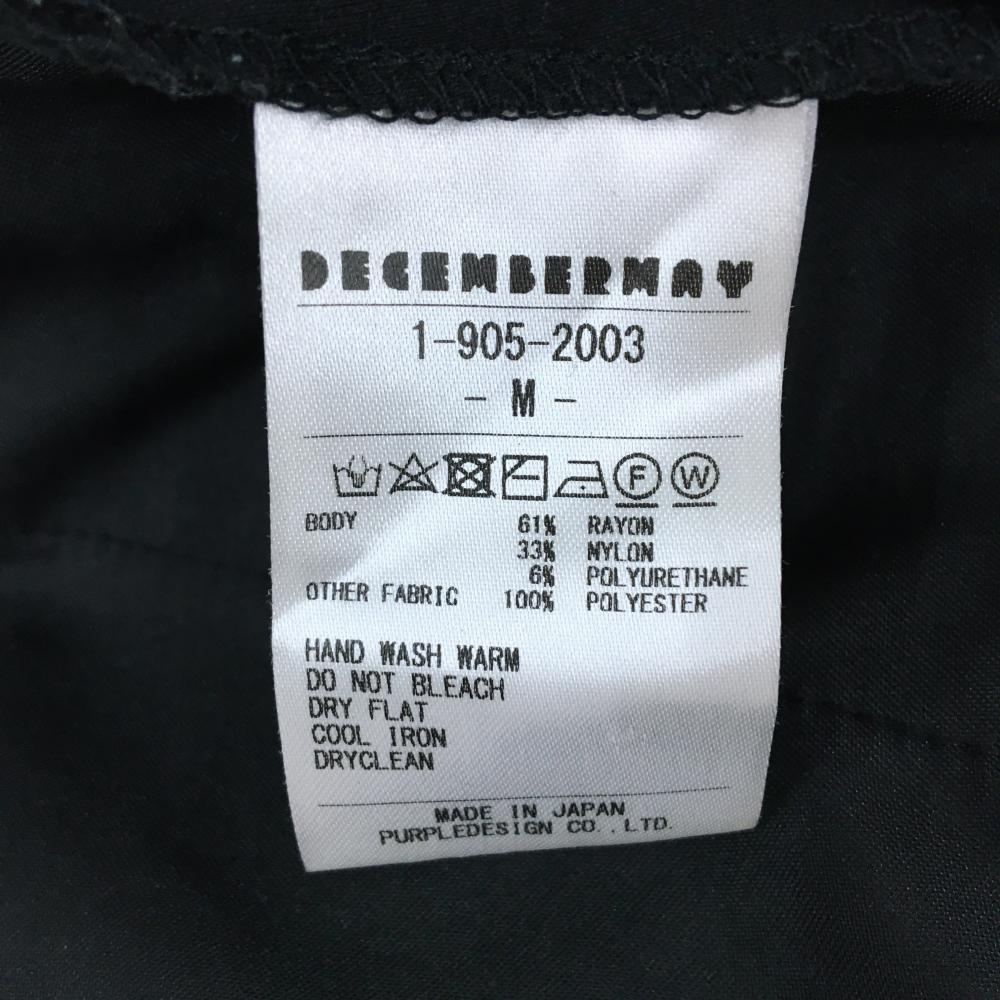 DECEMBERMAY
1-905-2003
- M -
F W
BODY 61% RAYON
33% NYLON
6% POLYURETHANE
OTHER FABRIC 100% POLYESTER
HAND WASH WARM
DO NOT BLEACH
DRY FLAT
COOL IRON
DRYCLEAN
MADE IN JAPAN
PURPLEDESIGN CO.,LTD.